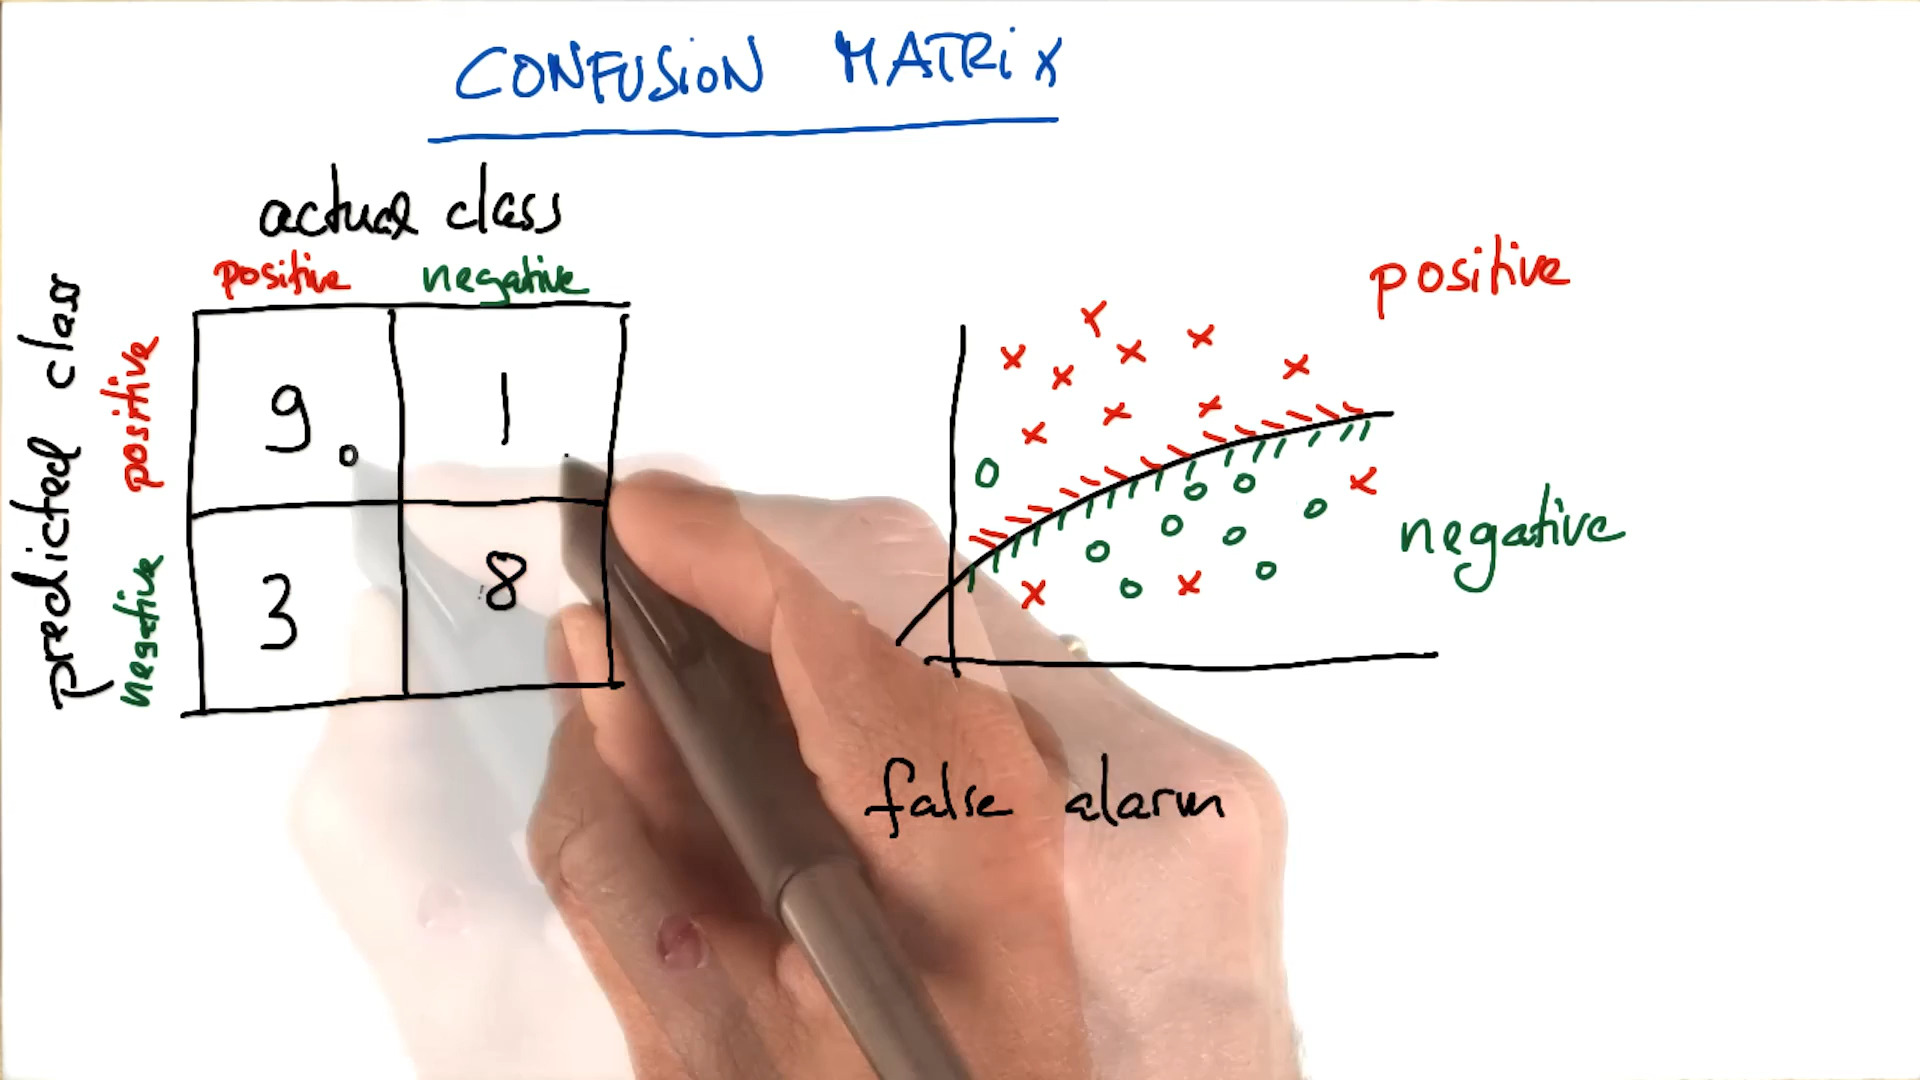 CONFUSION MATRIX
actual class
positive negative
predicted class
positive
negative
9 1
3 8
positive
negative
false alarm